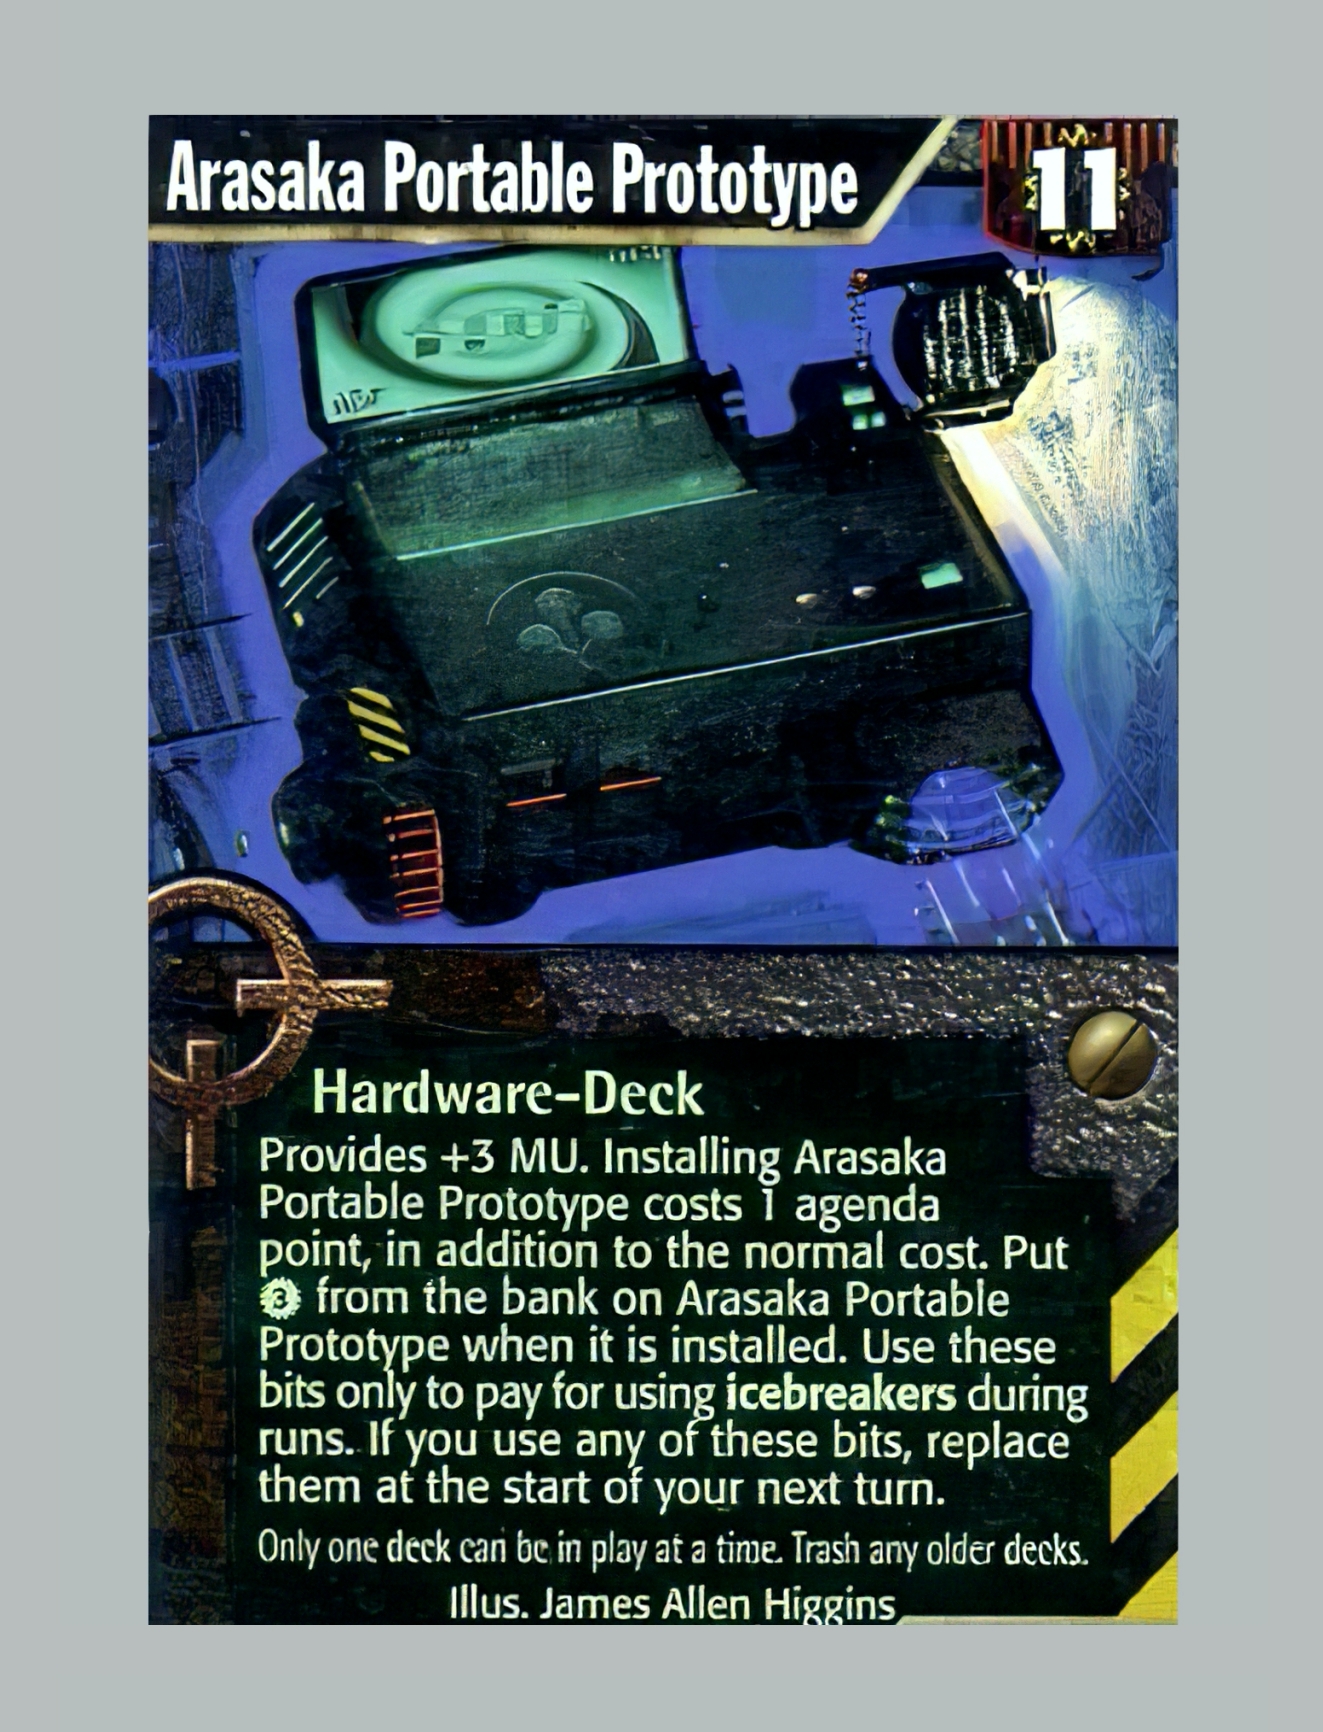 Arasaka Portable Prototype
11
Hardware-Deck
Provides +3 MU. Installing Arasaka
Portable Prototype costs 1 agenda
point, in addition to the normal cost. Put
3 from the bank on Arasaka Portable
Prototype when it is installed. Use these
bits only to pay for using icebreakers during
runs. If you use any of these bits, replace
them at the start of your next turn.
Only one deck can be in play at a time. Trash any older decks.
Illus. James Allen Higgins